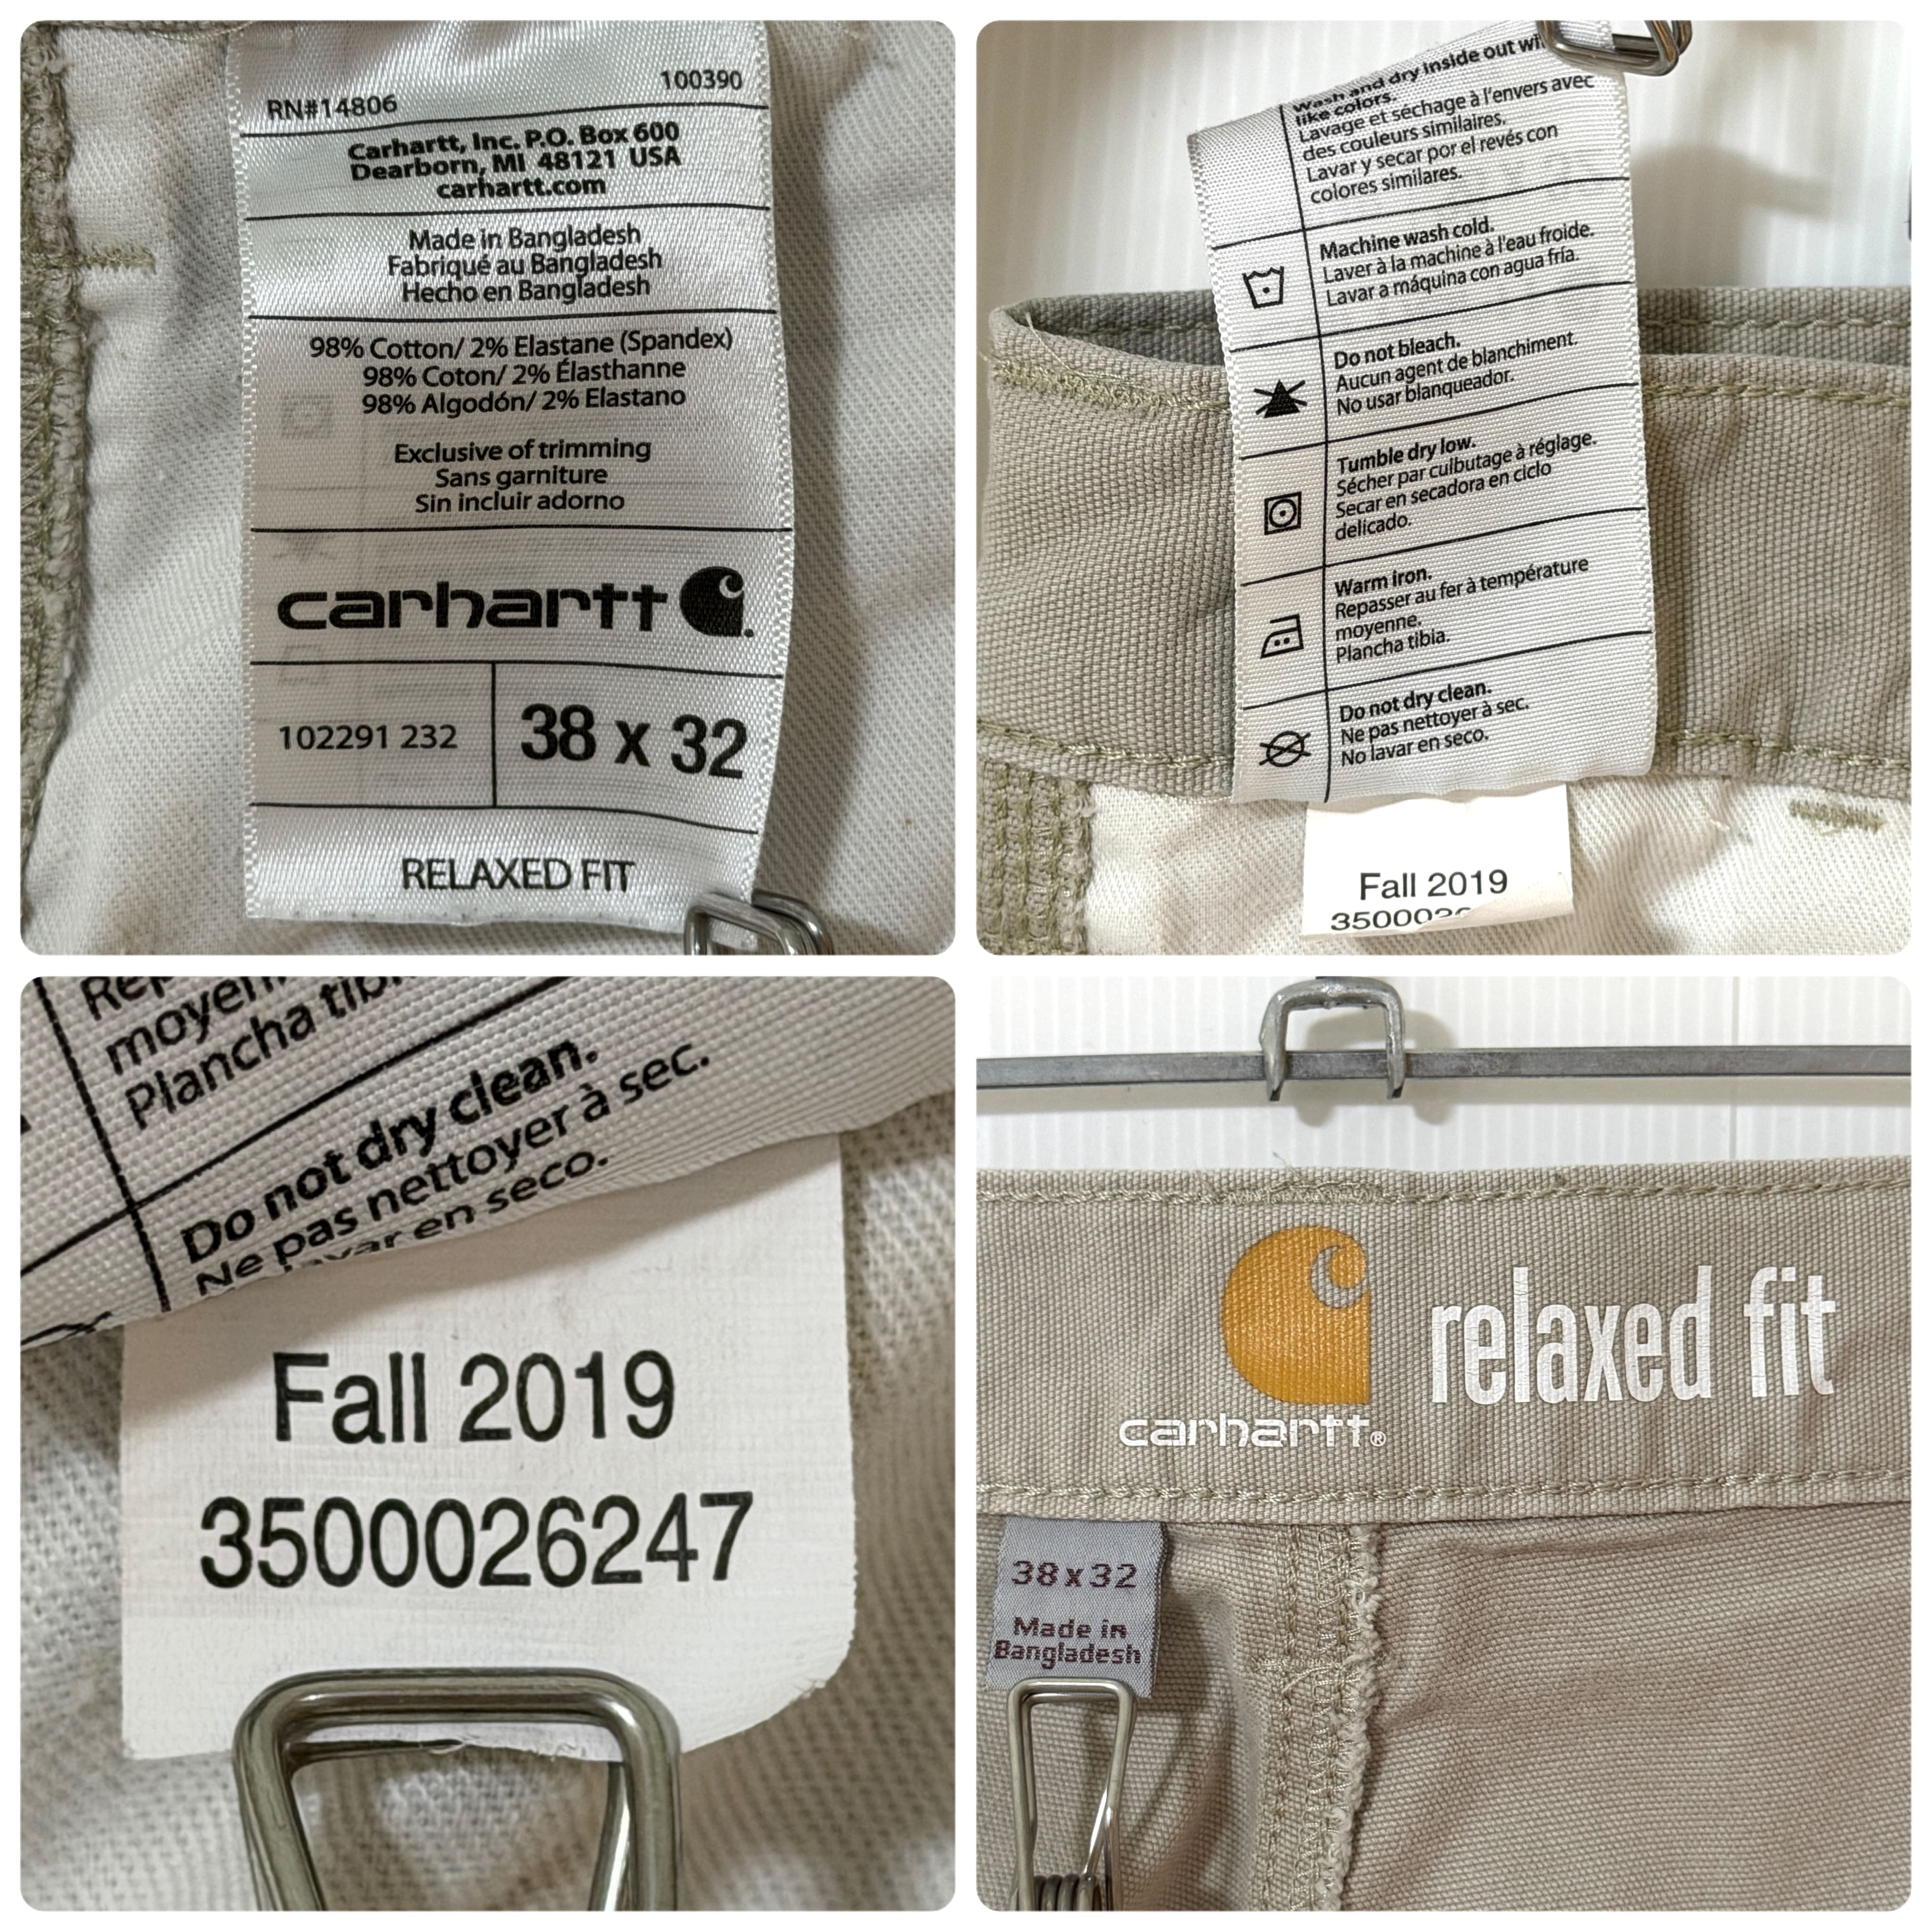 RN#14806
100390
Carhartt, Inc. P.O. Box 600
Dearborn, MI 48121 USA
carhartt.com
Made in Bangladesh
Fabriqué au Bangladesh
Hecho en Bangladesh
98% Cotton/ 2% Elastane (Spandex)
98% Coton/ 2% Élasthanne
98% Algodón/ 2% Elastano
Exclusive of trimming
Sans garniture
Sin incluir adorno
carhartt
102291 232
38 x 32
RELAXED FIT
Wash and dry inside out
like colors.
Lavage et séchage à l'envers avec
des couleurs similaires.
Lavar y secar por el revés con
colores similares.
Machine wash cold.
Laver à la machine à l'eau froide.
Lavar a máquina con agua fría.
Do not bleach.
Aucun agent de blanchiment.
No usar blanqueador.
Tumble dry low.
Sécher par culbutage à réglage.
Secar en secadora en ciclo
delicado.
Warm iron.
Repasser au fer à température
moyenne.
Plancha tibia.
Do not dry clean.
Ne pas nettoyer à sec.
No lavar en seco.
Fall 2019
moyen
Plancha tibi
Do not dry clean.
Ne pas nettoyer à sec.
lavar en seco.
Fall 2019
3500026247
carhartt®
relaxed fit
38 x 32
Made in
Bangladesh